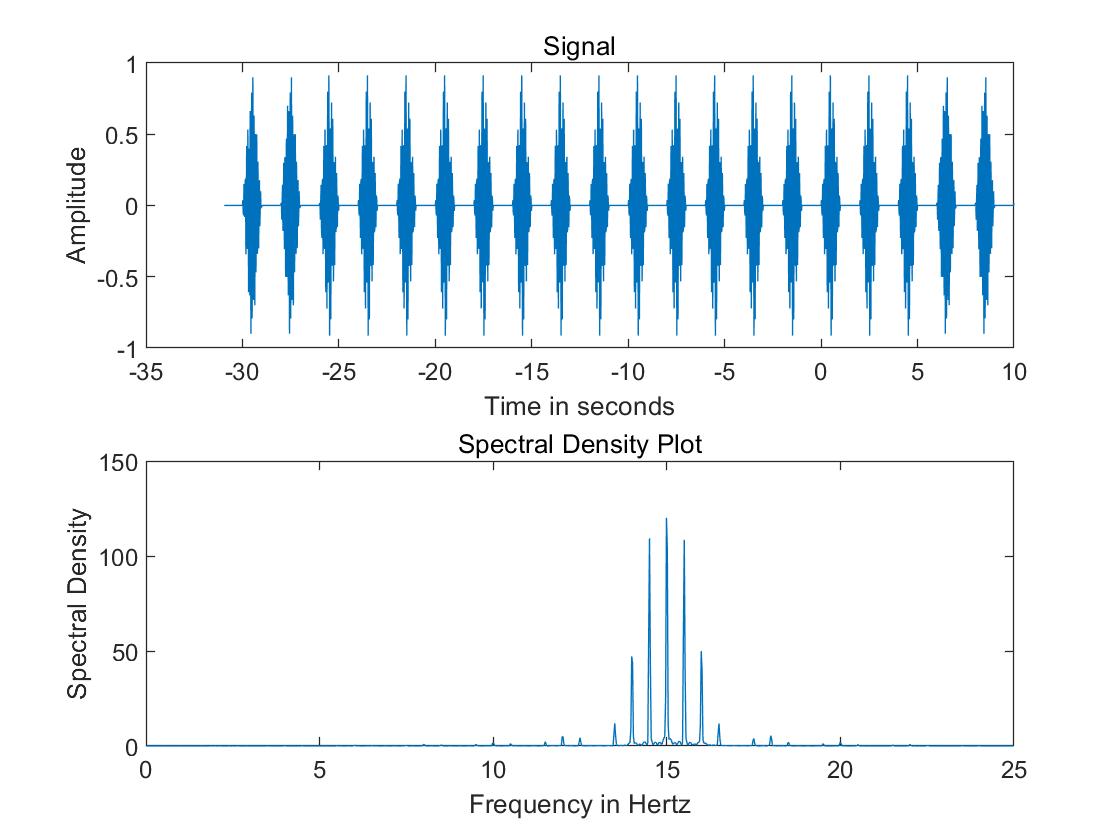 Signal
1
0.5
0
-0.5
-1
Amplitude
-35 -30 -25 -20 -15 -10 -5 0 5 10
Time in seconds
Spectral Density Plot
150
100
50
0
Spectral Density
0 5 10 15 20 25
Frequency in Hertz